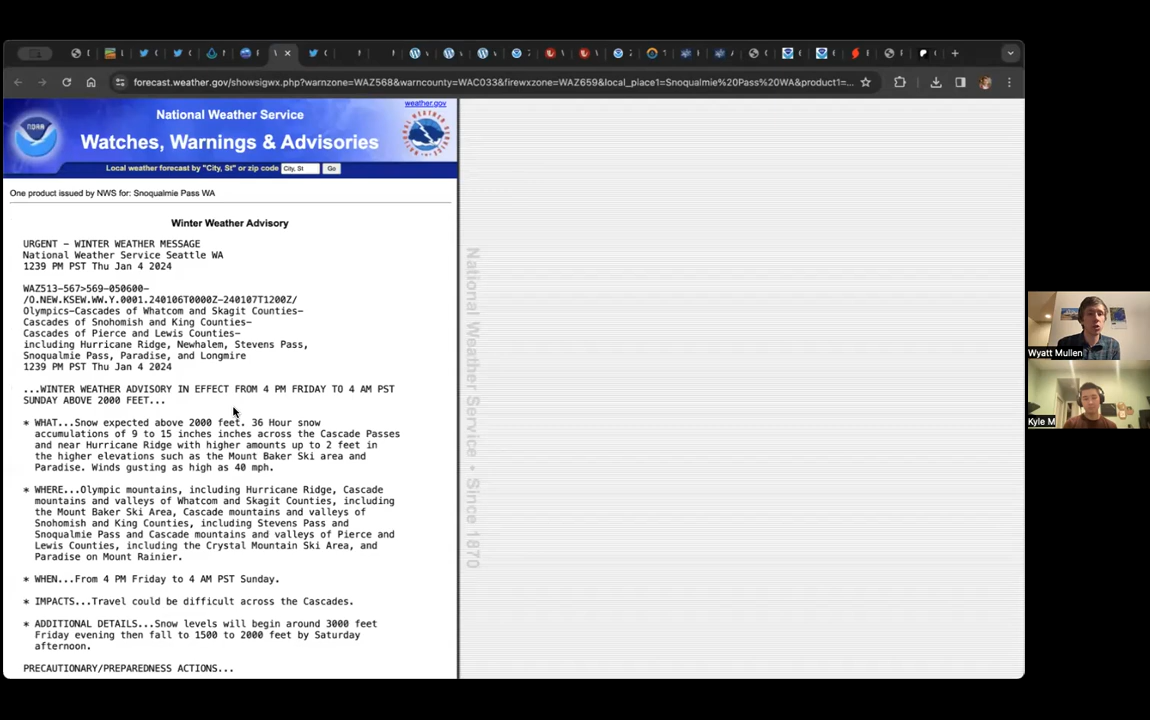 forecast.weather.gov/showsigwx.php?warnzone=WAZ568&warncounty=WAC033&firewxzone=WAZ659&local_place1=Snoqualmie%20Pass%20WA&product1=...
weather.gov
National Weather Service
NOAA
Watches, Warnings & Advisories
Local weather forecast by "City, St" or zip code City, St Go
One product issued by NWS for: Snoqualmie Pass WA
Winter Weather Advisory
URGENT - WINTER WEATHER MESSAGE
National Weather Service Seattle WA
1239 PM PST Thu Jan 4 2024
WAZ513-567>569-050600-
/O.NEW.KSEW.WW.Y.0001.240106T0000Z-240107T1200Z/
Olympics-Cascades of Whatcom and Skagit Counties-
Cascades of Snohomish and King Counties-
Cascades of Pierce and Lewis Counties-
including Hurricane Ridge, Newhalem, Stevens Pass,
Snoqualmie Pass, Paradise, and Longmire
1239 PM PST Thu Jan 4 2024
...WINTER WEATHER ADVISORY IN EFFECT FROM 4 PM FRIDAY TO 4 AM PST
SUNDAY ABOVE 2000 FEET...
* WHAT...Snow expected above 2000 feet. 36 Hour snow
accumulations of 9 to 15 inches inches across the Cascade Passes
and near Hurricane Ridge with higher amounts up to 2 feet in
the higher elevations such as the Mount Baker Ski area and
Paradise. Winds gusting as high as 40 mph.
* WHERE...Olympic mountains, including Hurricane Ridge, Cascade
mountains and valleys of Whatcom and Skagit Counties, including
the Mount Baker Ski Area, Cascade mountains and valleys of
Snohomish and King Counties, including Stevens Pass and
Snoqualmie Pass and Cascade mountains and valleys of Pierce and
Lewis Counties, including the Crystal Mountain Ski Area, and
Paradise on Mount Rainier.
* WHEN...From 4 PM Friday to 4 AM PST Sunday.
* IMPACTS...Travel could be difficult across the Cascades.
* ADDITIONAL DETAILS...Snow levels will begin around 3000 feet
Friday evening then fall to 1500 to 2000 feet by Saturday
afternoon.
PRECAUTIONARY/PREPAREDNESS ACTIONS...
National Weather Service • Since 1870
Wyatt Mullen
Kyle M